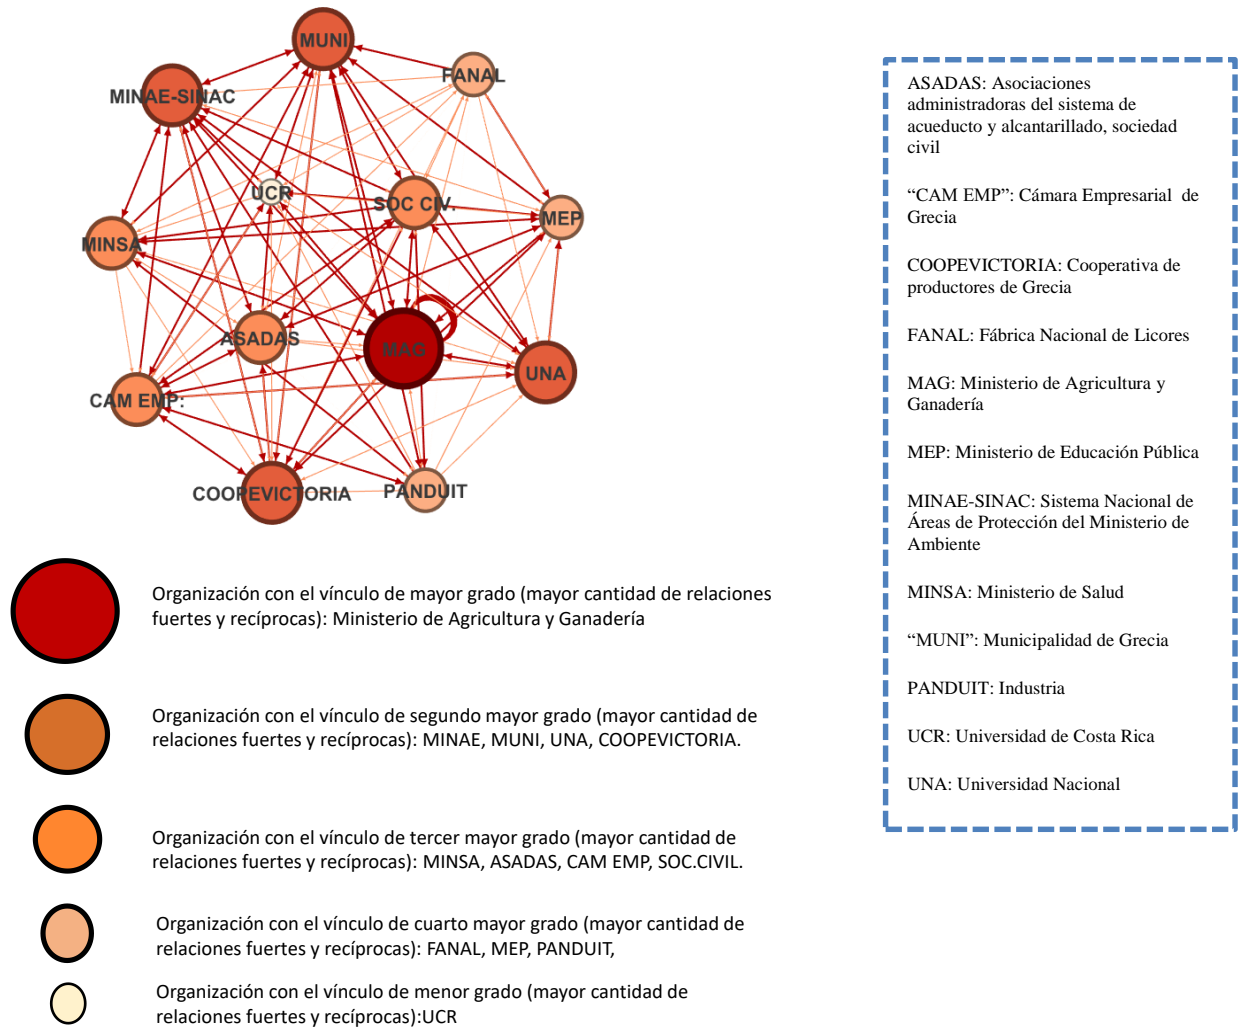 MUNI
FANAL
MINAE-SINAC
UCR
SOC CIV.
MEP
MINSA
ASADAS
MAG
UNA
CAM EMP:
COOPEVICTORIA
PANDUIT
Organización con el vínculo de mayor grado (mayor cantidad de relaciones
fuertes y recíprocas): Ministerio de Agricultura y Ganadería
Organización con el vínculo de segundo mayor grado (mayor cantidad de
relaciones fuertes y recíprocas): MINAE, MUNI, UNA, COOPEVICTORIA.
Organización con el vínculo de tercer mayor grado (mayor cantidad de
relaciones fuertes y recíprocas): MINSA, ASADAS, CAM EMP, SOC.CIVIL.
Organización con el vínculo de cuarto mayor grado (mayor cantidad de
relaciones fuertes y recíprocas): FANAL, MEP, PANDUIT,
Organización con el vínculo de menor grado (mayor cantidad de
relaciones fuertes y recíprocas):UCR
ASADAS: Asociaciones
administradoras del sistema de
acueducto y alcantarillado, sociedad
civil
“CAM EMP”: Cámara Empresarial de
Grecia
COOPEVICTORIA: Cooperativa de
productores de Grecia
FANAL: Fábrica Nacional de Licores
MAG: Ministerio de Agricultura y
Ganadería
MEP: Ministerio de Educación Pública
MINAE-SINAC: Sistema Nacional de
Áreas de Protección del Ministerio de
Ambiente
MINSA: Ministerio de Salud
“MUNI”: Municipalidad de Grecia
PANDUIT: Industria
UCR: Universidad de Costa Rica
UNA: Universidad Nacional